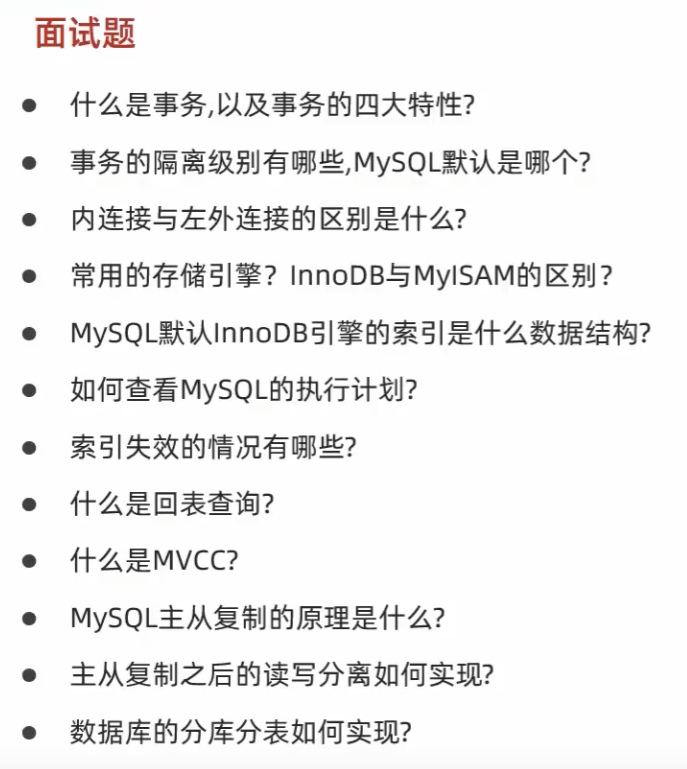 面试题
什么是事务,以及事务的四大特性?
事务的隔离级别有哪些,MySQL默认是哪个?
内连接与左外连接的区别是什么?
常用的存储引擎？InnoDB与MyISAM的区别？
MySQL默认InnoDB引擎的索引是什么数据结构?
如何查看MySQL的执行计划?
索引失效的情况有哪些?
什么是回表查询?
什么是MVCC?
MySQL主从复制的原理是什么?
主从复制之后的读写分离如何实现?
数据库的分库分表如何实现?